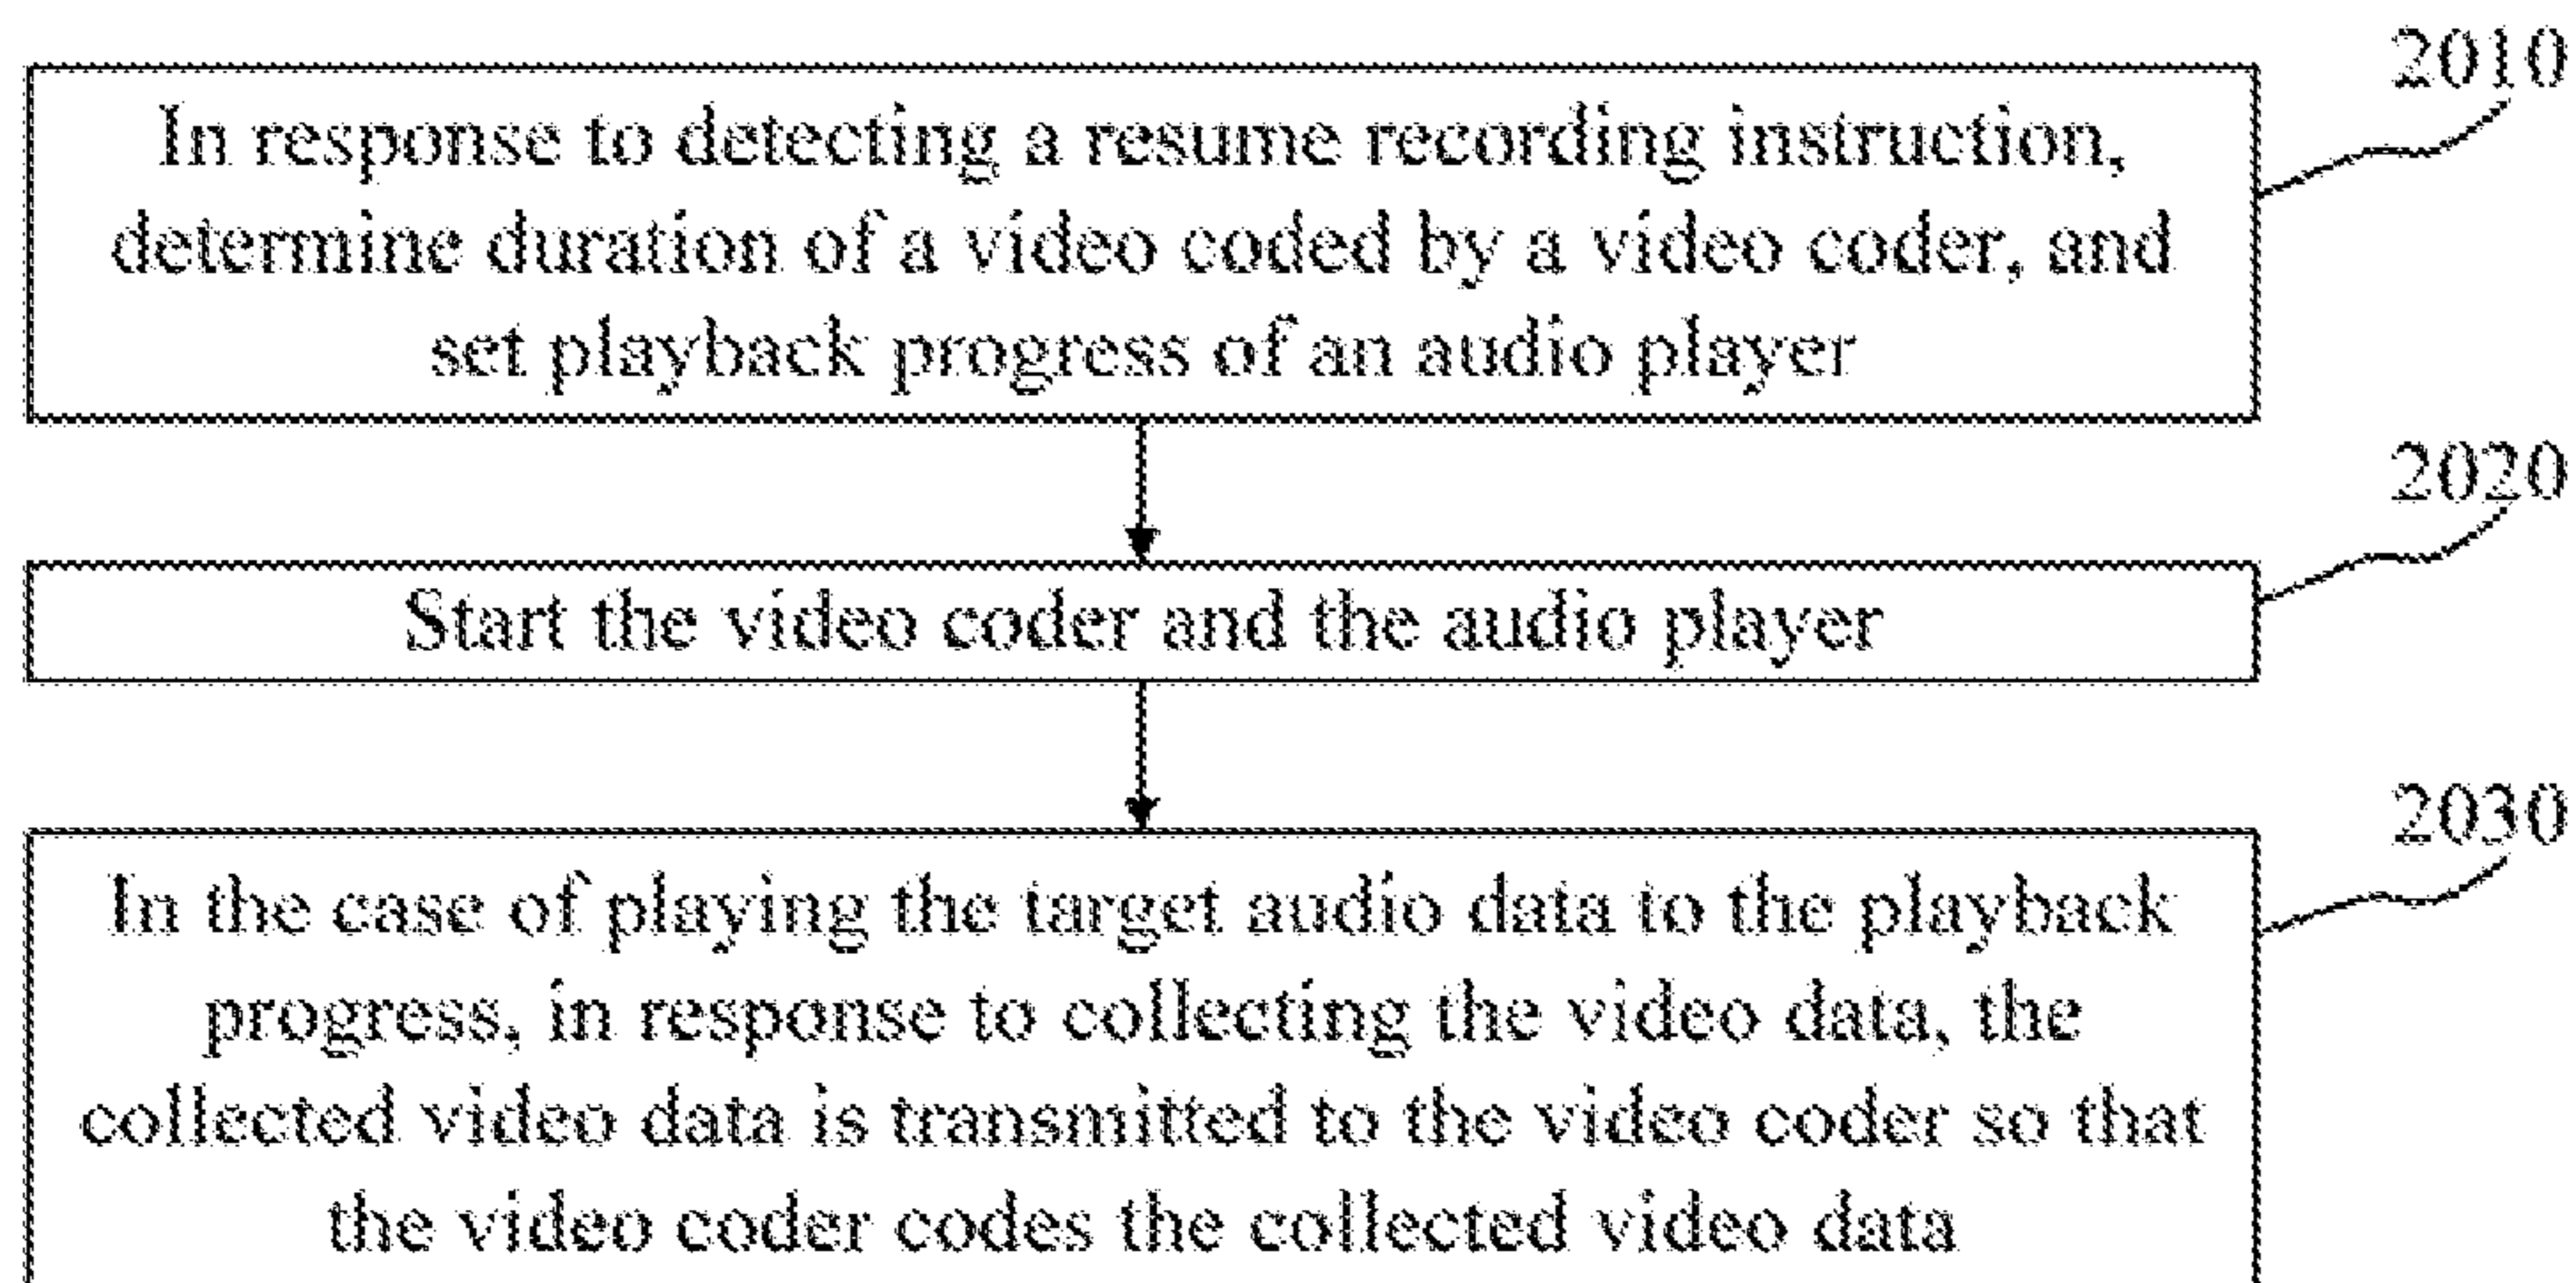 2010
In response to detecting a resume recording instruction,
determine duration of a video coded by a video coder, and
set playback progress of an audio player
2020
Start the video coder and the audio player
2030
In the case of playing the target audio data to the playback
progress, in response to collecting the video data, the
collected video data is transmitted to the video coder so that
the video coder codes the collected video data